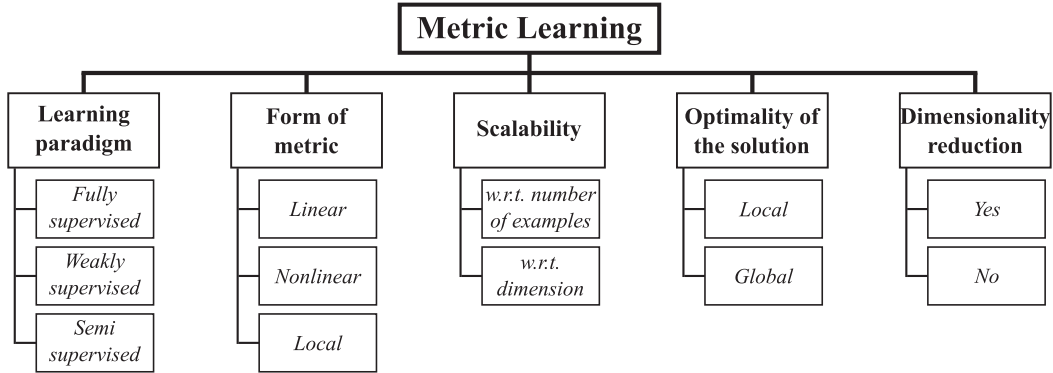 Metric Learning
Learning
paradigm
Fully
supervised
Weakly
supervised
Semi
supervised
Form of
metric
Linear
Nonlinear
Local
Scalability
w.r.t. number
of examples
w.r.t.
dimension
Optimality of
the solution
Local
Global
Dimensionality
reduction
Yes
No